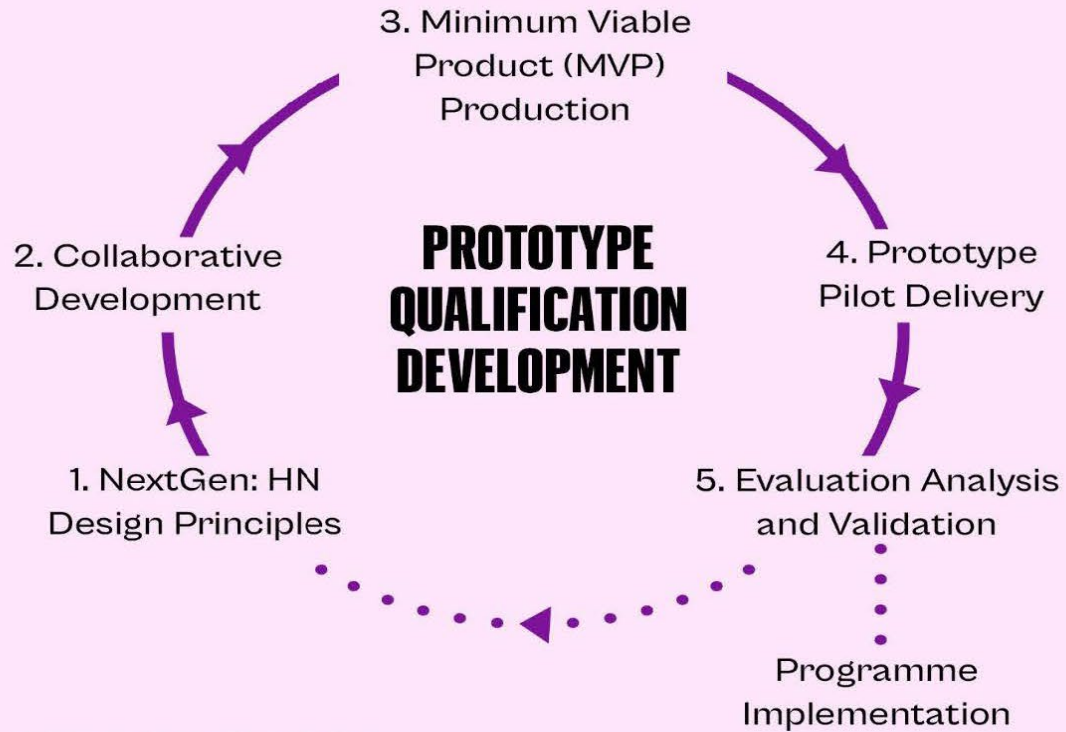 3. Minimum Viable
Product (MVP)
Production
2. Collaborative
Development
PROTOTYPE
QUALIFICATION
DEVELOPMENT
4. Prototype
Pilot Delivery
1. NextGen: HN
Design Principles
5. Evaluation Analysis
and Validation
Programme
Implementation